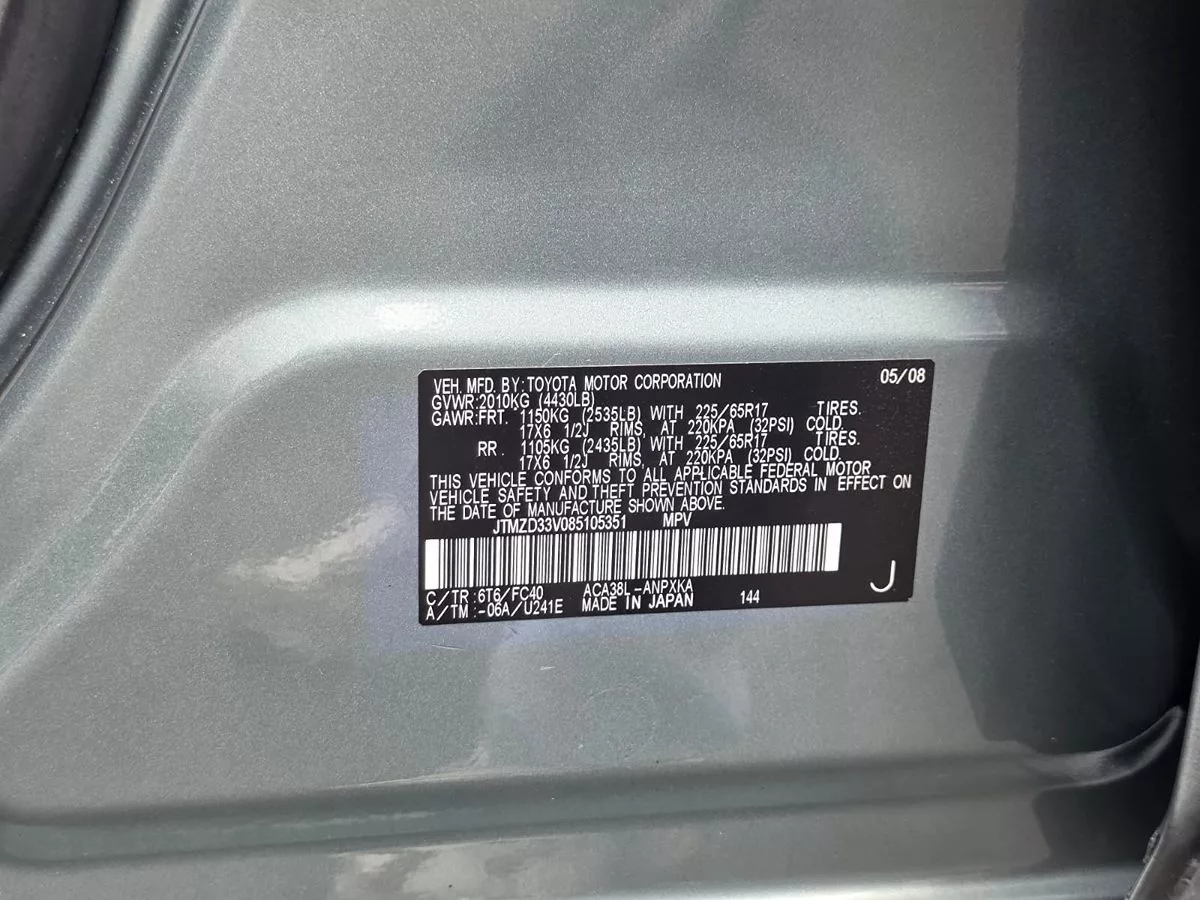 VEH. MFD. BY: TOYOTA MOTOR CORPORATION 05/08
GVWR: 2010KG (4430LB)
GAWR: FRT. 1150KG (2535LB) WITH 225/65R17 TIRES.
17X6 1/2J RIMS, AT 220KPA (32PSI) COLD.
RR. 1105KG (2435LB) WITH 225/65R17 TIRES.
17X6 1/2J RIMS, AT 220KPA (32PSI) COLD.
THIS VEHICLE CONFORMS TO ALL APPLICABLE FEDERAL MOTOR
VEHICLE SAFETY AND THEFT PREVENTION STANDARDS IN EFFECT ON
THE DATE OF MANUFACTURE SHOWN ABOVE.
JTMZD33V085105351 MPV
C/TR: 6T6/FC40 ACA38L-ANPXKA
A/TM: -06A/U241E MADE IN JAPAN 144 J